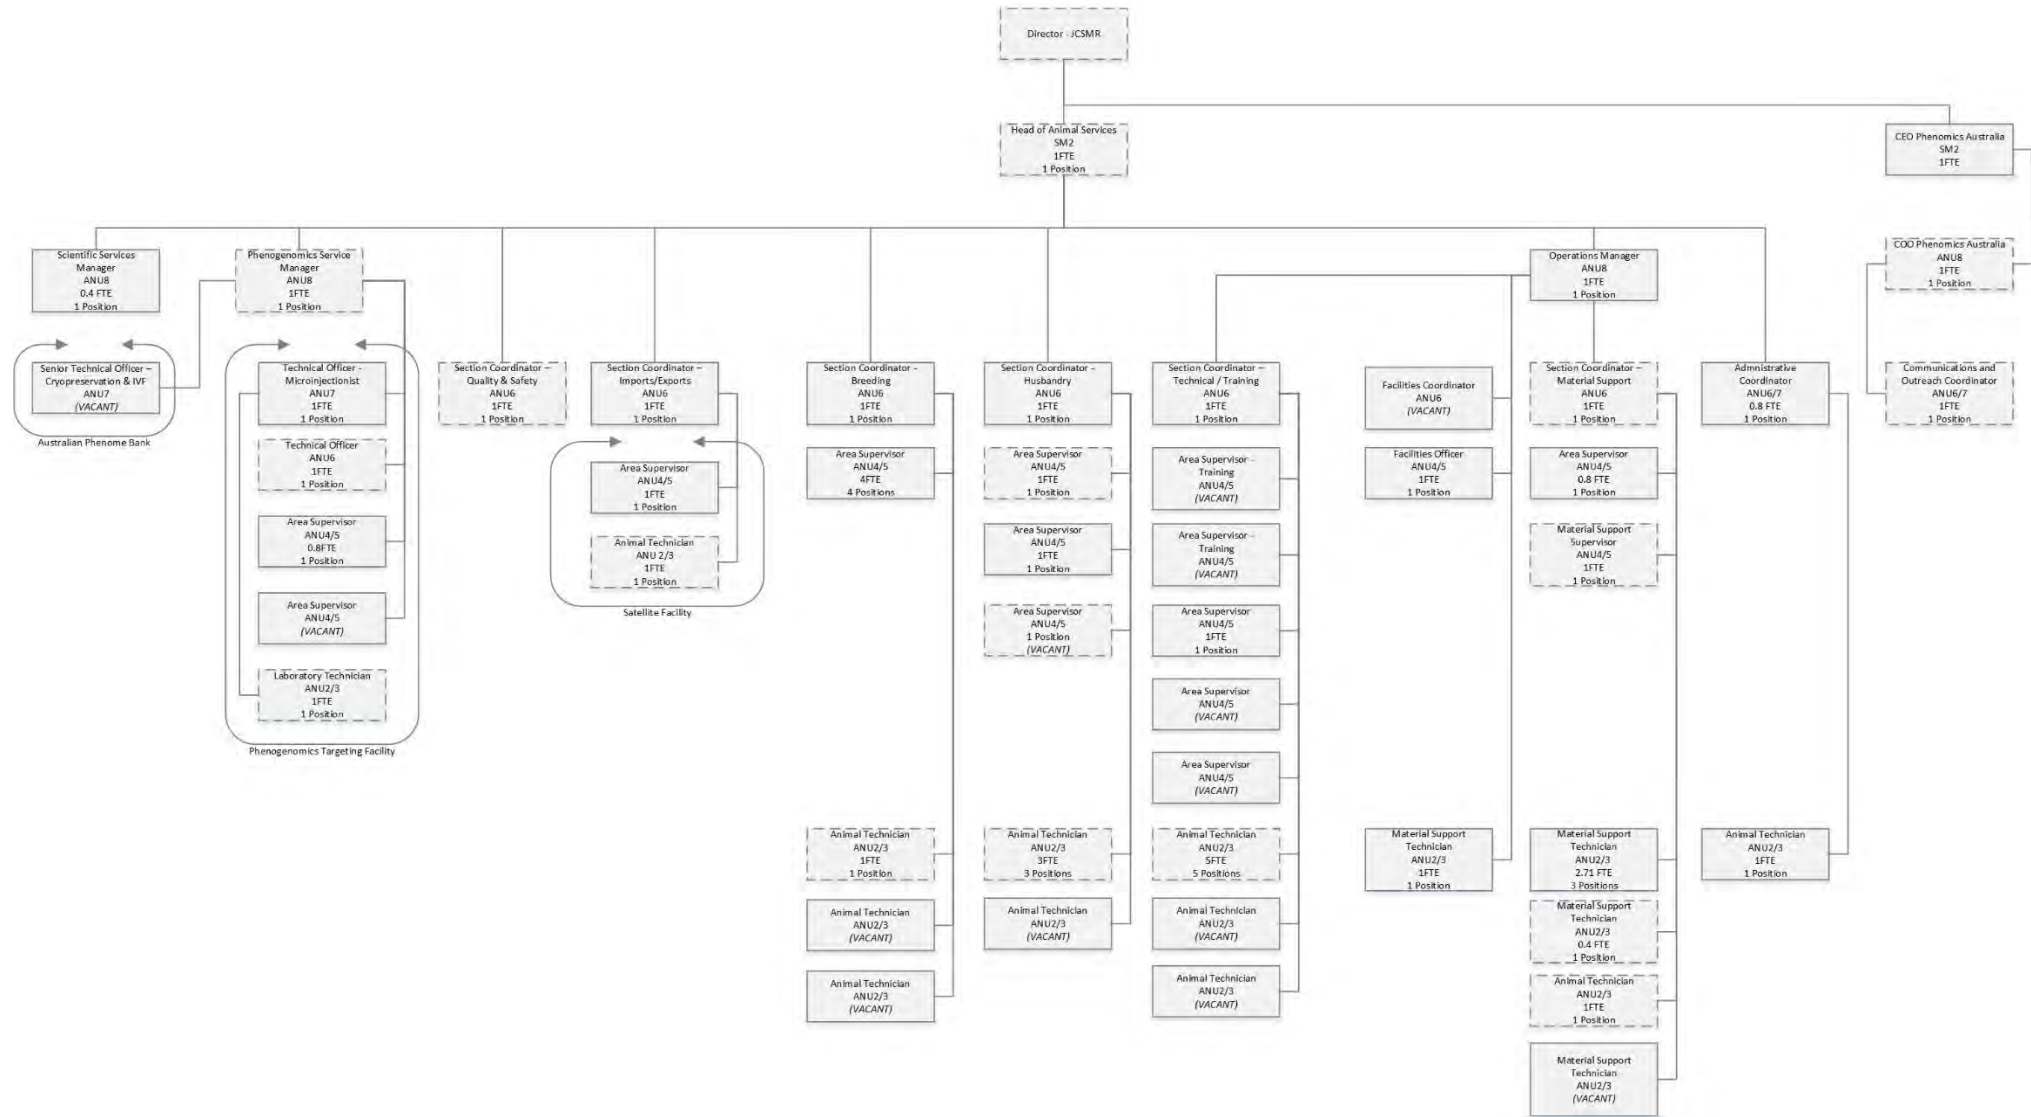 Director - JCSMR
Head of Animal Services
SM2
1FTE
1 Position
CEO Phenomics Australia
SM2
1FTE
Scientific Services
Manager
ANU8
0.4 FTE
1 Position
Phenogenomics Service
Manager
ANU8
1FTE
1 Position
Operations Manager
ANU8
1FTE
1 Position
COO Phenomics Australia
ANU8
1FTE
1 Position
Senior Technical Officer –
Cryopreservation & IVF
ANU7
(VACANT)
Australian Phenome Bank
Technical Officer -
Microinjectionist
ANU7
1FTE
1 Position
Technical Officer
ANU6
1FTE
1 Position
Area Supervisor
ANU4/5
0.8FTE
1 Position
Area Supervisor
ANU4/5
(VACANT)
Laboratory Technician
ANU2/3
1FTE
1 Position
Phenogenomics Targeting Facility
Section Coordinator –
Quality & Safety
ANU6
1FTE
1 Position
Section Coordinator –
Imports/Exports
ANU6
1FTE
1 Position
Area Supervisor
ANU4/5
1FTE
1 Position
Animal Technician
ANU 2/3
1FTE
1 Position
Satellite Facility
Section Coordinator -
Breeding
ANU6
1FTE
1 Position
Area Supervisor
ANU4/5
4FTE
4 Positions
Animal Technician
ANU2/3
1FTE
1 Position
Animal Technician
ANU2/3
(VACANT)
Animal Technician
ANU2/3
(VACANT)
Section Coordinator -
Husbandry
ANU6
1FTE
1 Position
Area Supervisor
ANU4/5
1FTE
1 Position
Area Supervisor
ANU4/5
1FTE
1 Position
Area Supervisor
ANU4/5
1 Position
(VACANT)
Animal Technician
ANU2/3
3FTE
3 Positions
Animal Technician
ANU2/3
(VACANT)
Section Coordinator –
Technical / Training
ANU6
1FTE
1 Position
Area Supervisor -
Training
ANU4/5
(VACANT)
Area Supervisor -
Training
ANU4/5
(VACANT)
Area Supervisor
ANU4/5
1FTE
1 Position
Area Supervisor
ANU4/5
(VACANT)
Area Supervisor
ANU4/5
(VACANT)
Animal Technician
ANU2/3
5FTE
5 Positions
Animal Technician
ANU2/3
(VACANT)
Animal Technician
ANU2/3
(VACANT)
Facilities Coordinator
ANU6
(VACANT)
Facilities Officer
ANU4/5
1FTE
1 Position
Material Support
Technician
ANU2/3
1FTE
1 Position
Section Coordinator –
Material Support
ANU6
1FTE
1 Position
Area Supervisor
ANU4/5
0.8 FTE
1 Position
Material Support
Supervisor
ANU4/5
1FTE
1 Position
Material Support
Technician
ANU2/3
2.71 FTE
3 Positions
Material Support
Technician
ANU2/3
0.4 FTE
1 Position
Animal Technician
ANU2/3
1FTE
1 Position
Material Support
Technician
ANU2/3
(VACANT)
Admnistrative
Coordinator
ANU6/7
0.8 FTE
1 Position
Animal Technician
ANU2/3
1FTE
1 Position
Communications and
Outreach Coordinator
ANU6/7
1FTE
1 Position